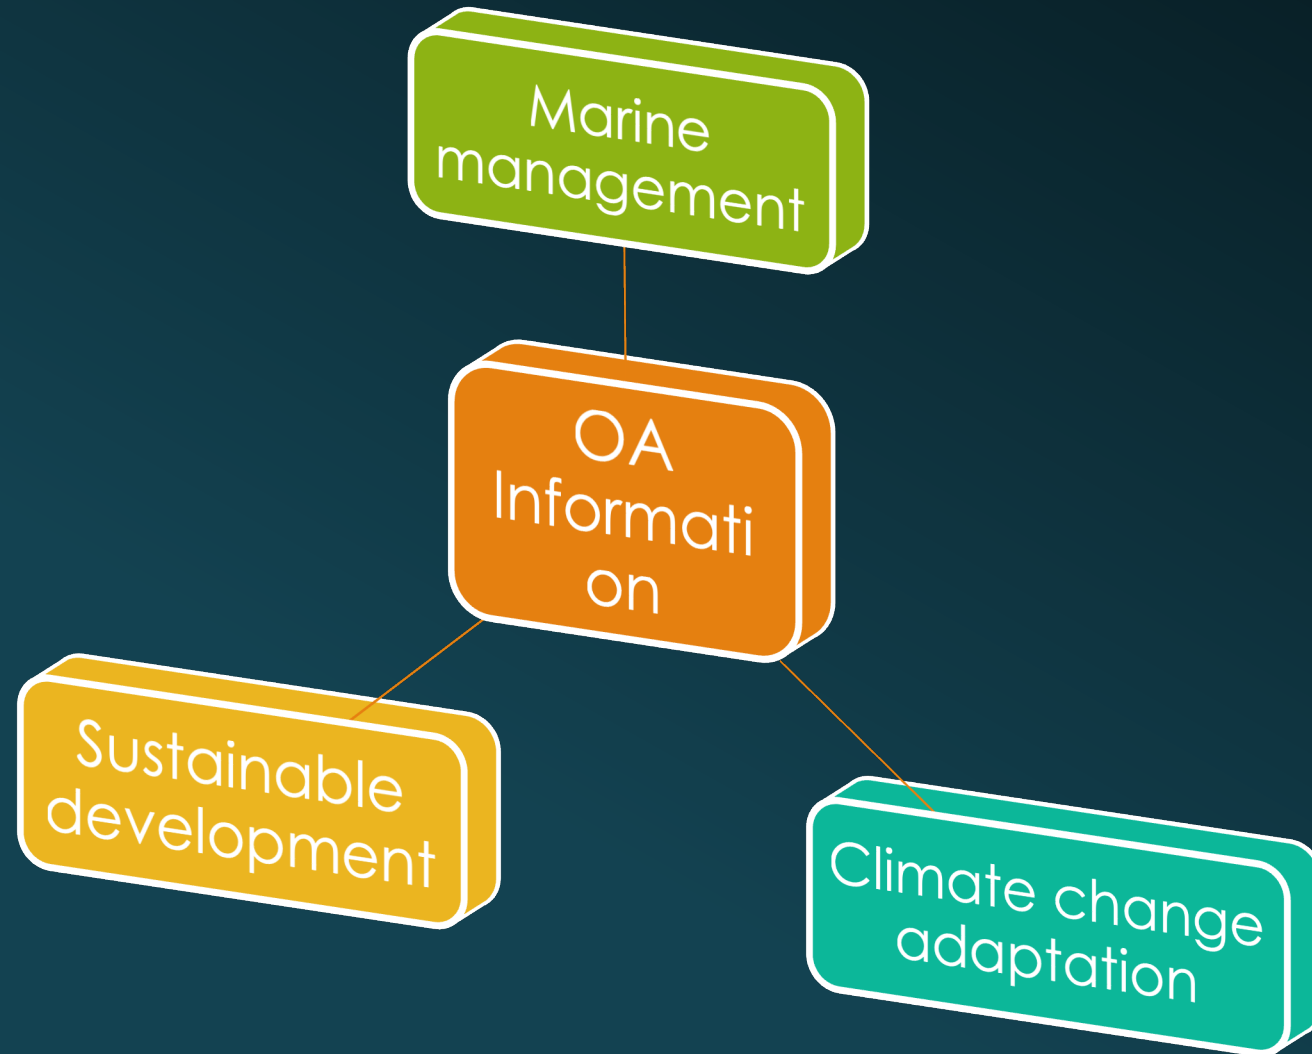 Marine
management
OA
Informati
on
Sustainable
development
Climate change
adaptation